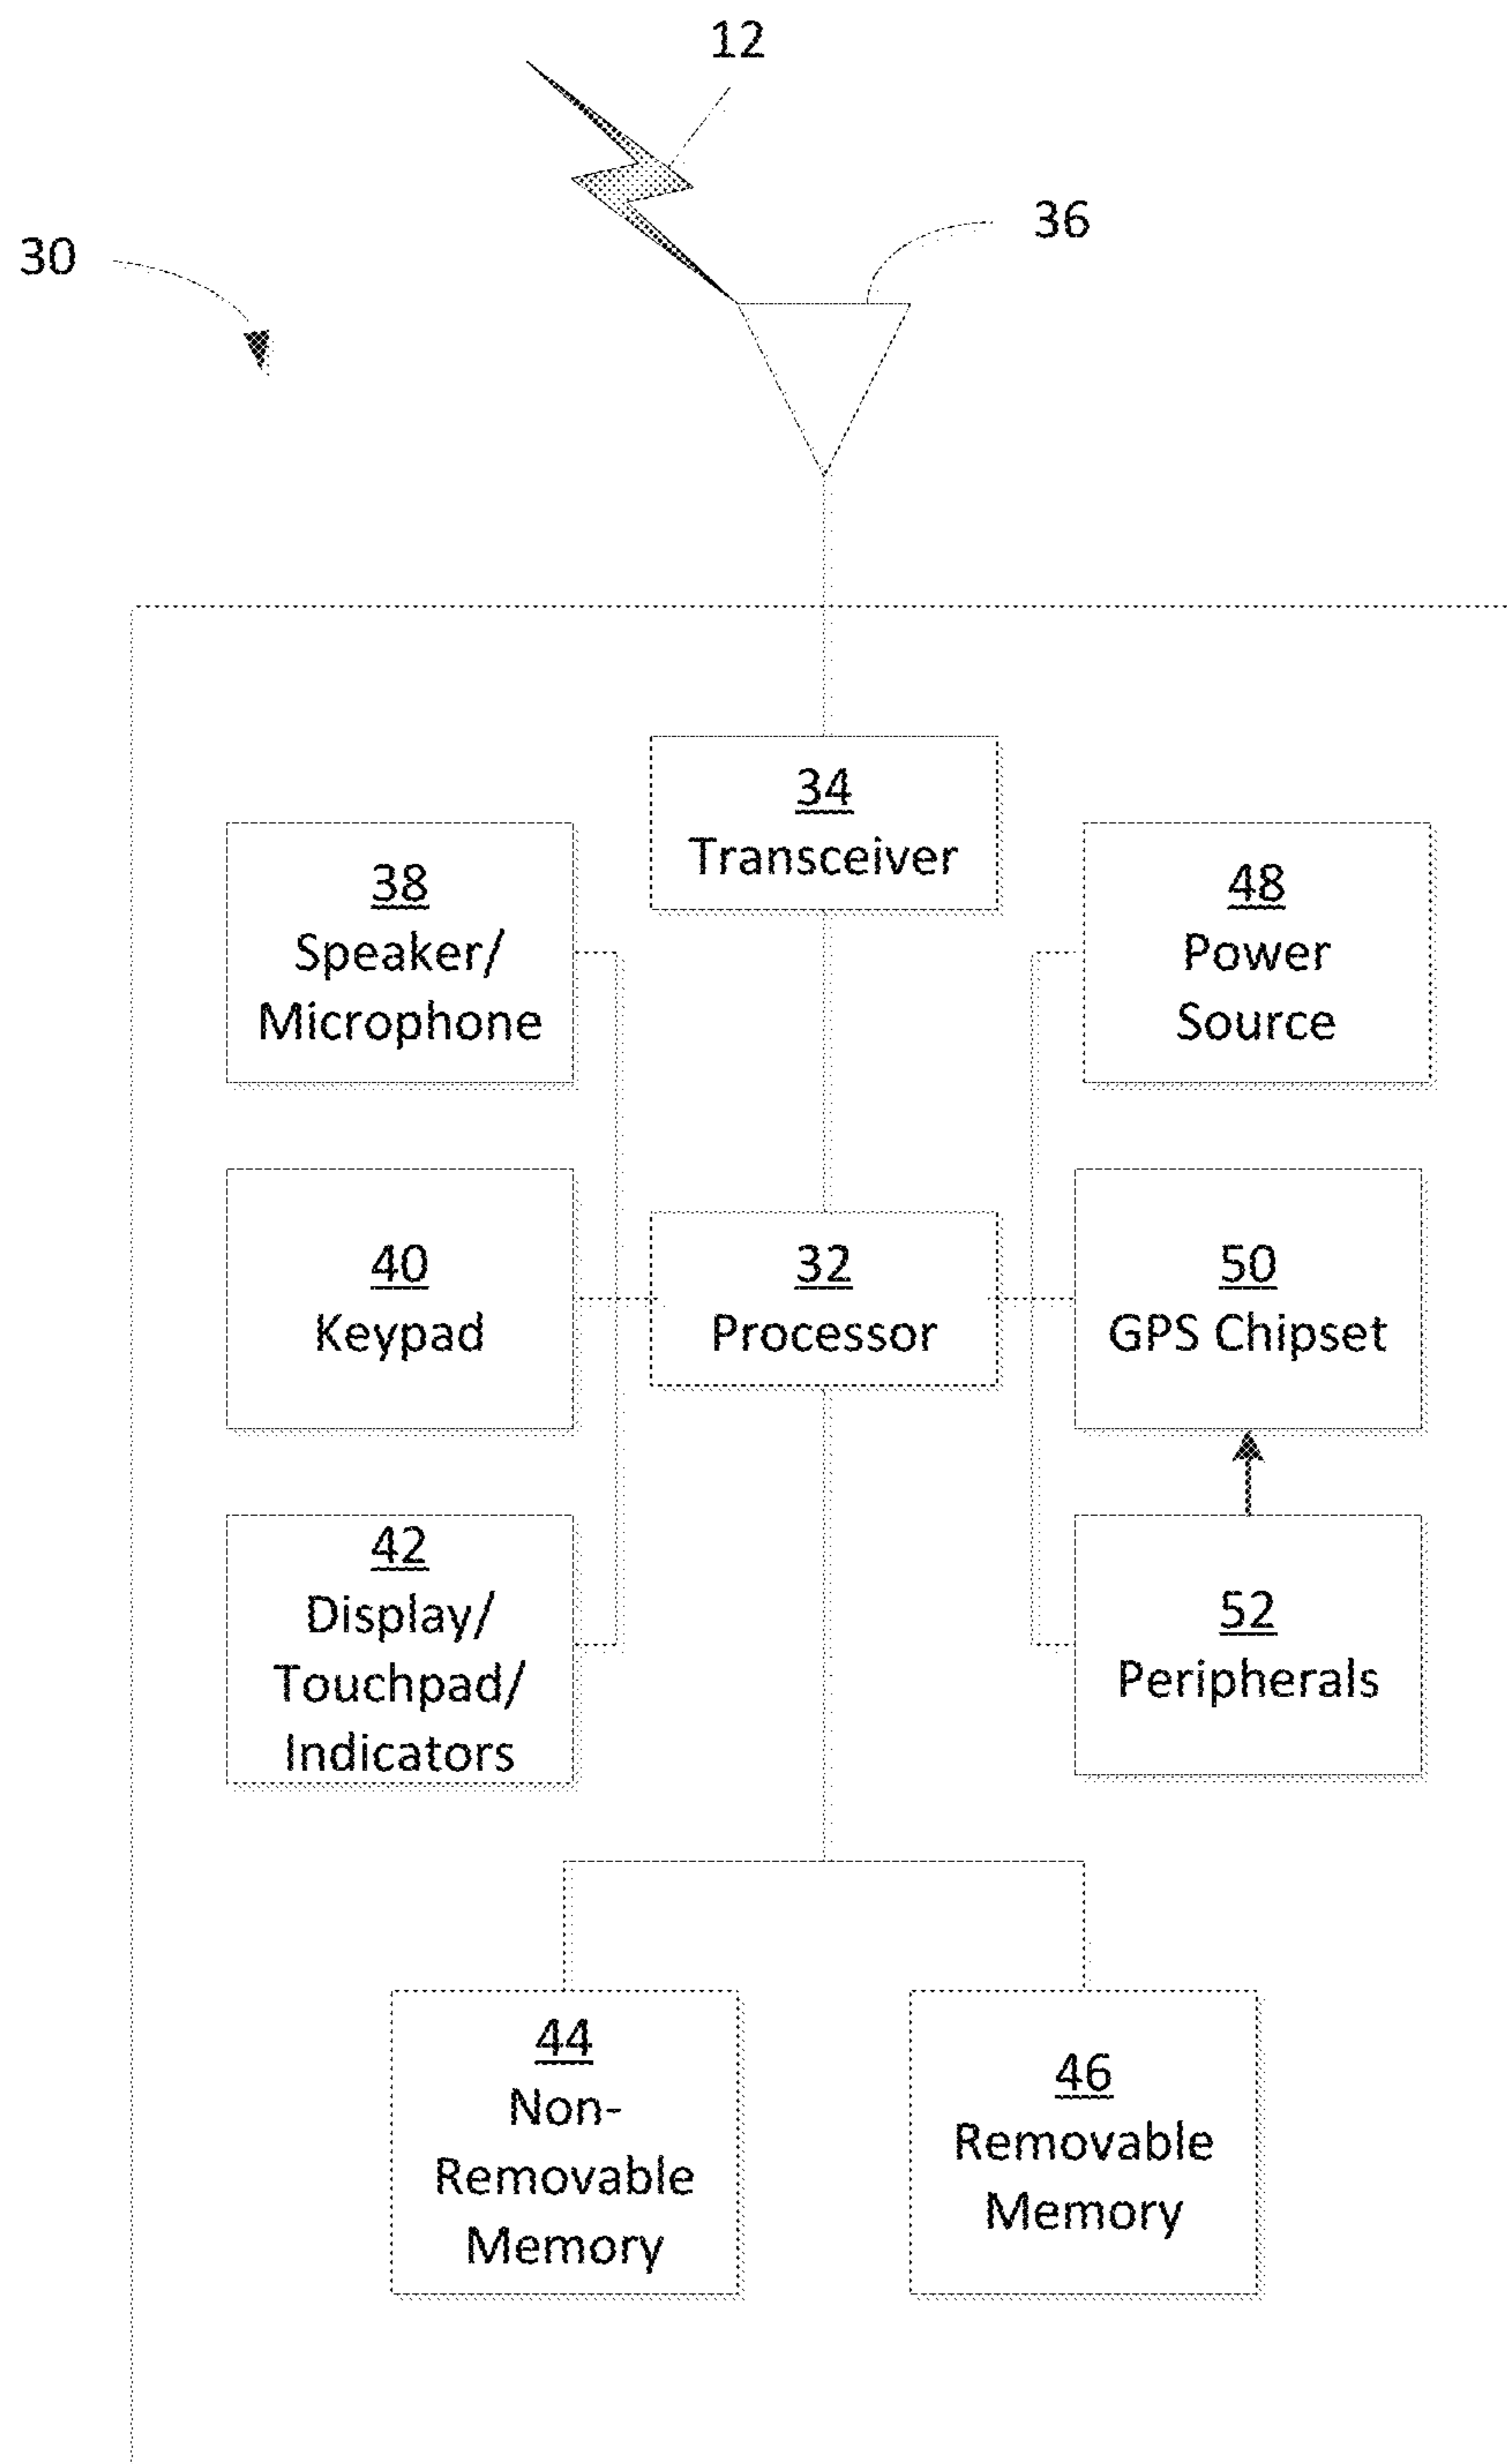 12
36
30
34
Transceiver
38
Speaker/
Microphone
48
Power
Source
40
Keypad
32
Processor
50
GPS Chipset
42
Display/
Touchpad/
Indicators
52
Peripherals
44
Non-
Removable
Memory
46
Removable
Memory